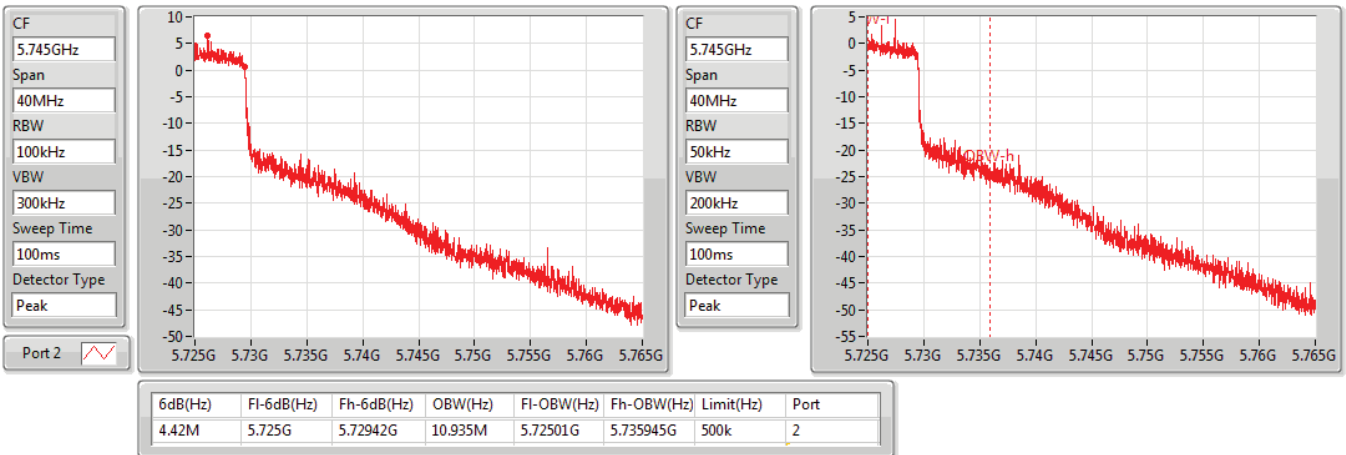 CF
5.745GHz
Span
40MHz
RBW
100kHz
VBW
300kHz
Sweep Time
100ms
Detector Type
Peak
Port 2
10
5
0
-5
-10
-15
-20
-25
-30
-35
-40
-45
-50
5.725G 5.73G 5.735G 5.74G 5.745G 5.75G 5.755G 5.76G 5.765G
CF
5.745GHz
Span
40MHz
RBW
50kHz
VBW
200kHz
Sweep Time
100ms
Detector Type
Peak
5
0
-5
-10
-15
-20
-25
-30
-35
-40
-45
-50
-55
OBW-h
5.725G 5.73G 5.735G 5.74G 5.745G 5.75G 5.755G 5.76G 5.765G
6dB(Hz) Fl-6dB(Hz) Fh-6dB(Hz) OBW(Hz) Fl-OBW(Hz) Fh-OBW(Hz) Limit(Hz) Port
4.42M 5.725G 5.72942G 10.935M 5.72501G 5.735945G 500k 2